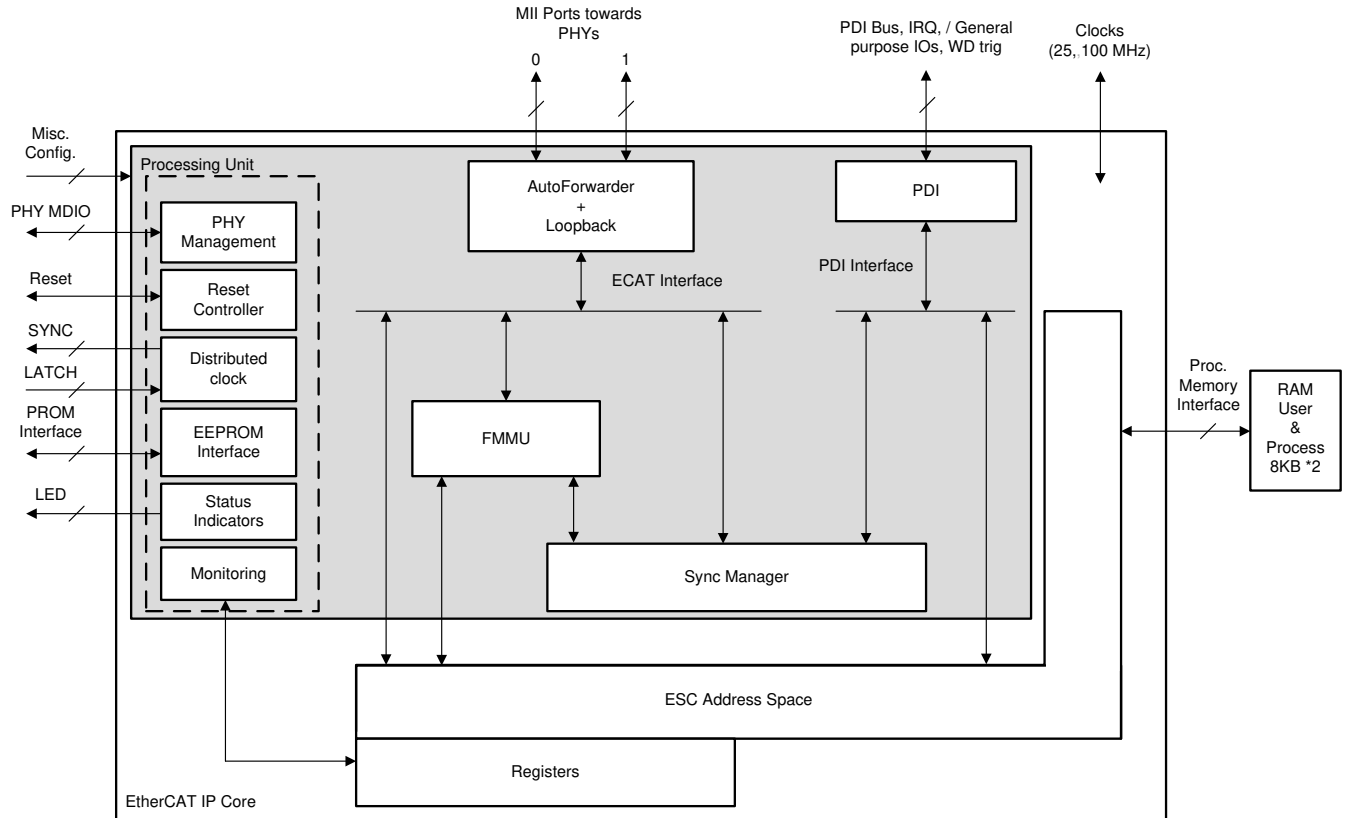 MII Ports towards
PHYs
0
1
PDI Bus, IRQ, / General
purpose IOs, WD trig
Clocks
(25,,100 MHz)
Misc.
Config.
PHY MDIO
Reset
SYNC
LATCH
PROM
Interface
LED
Processing Unit
PHY
Management
Reset
Controller
Distributed
clock
EEPROM
Interface
Status
Indicators
Monitoring
AutoForwarder
+
Loopback
ECAT Interface
PDI
PDI Interface
FMMU
Sync Manager
Proc.
Memory
Interface
RAM
User
&
Process
8KB *2
ESC Address Space
Registers
EtherCAT IP Core